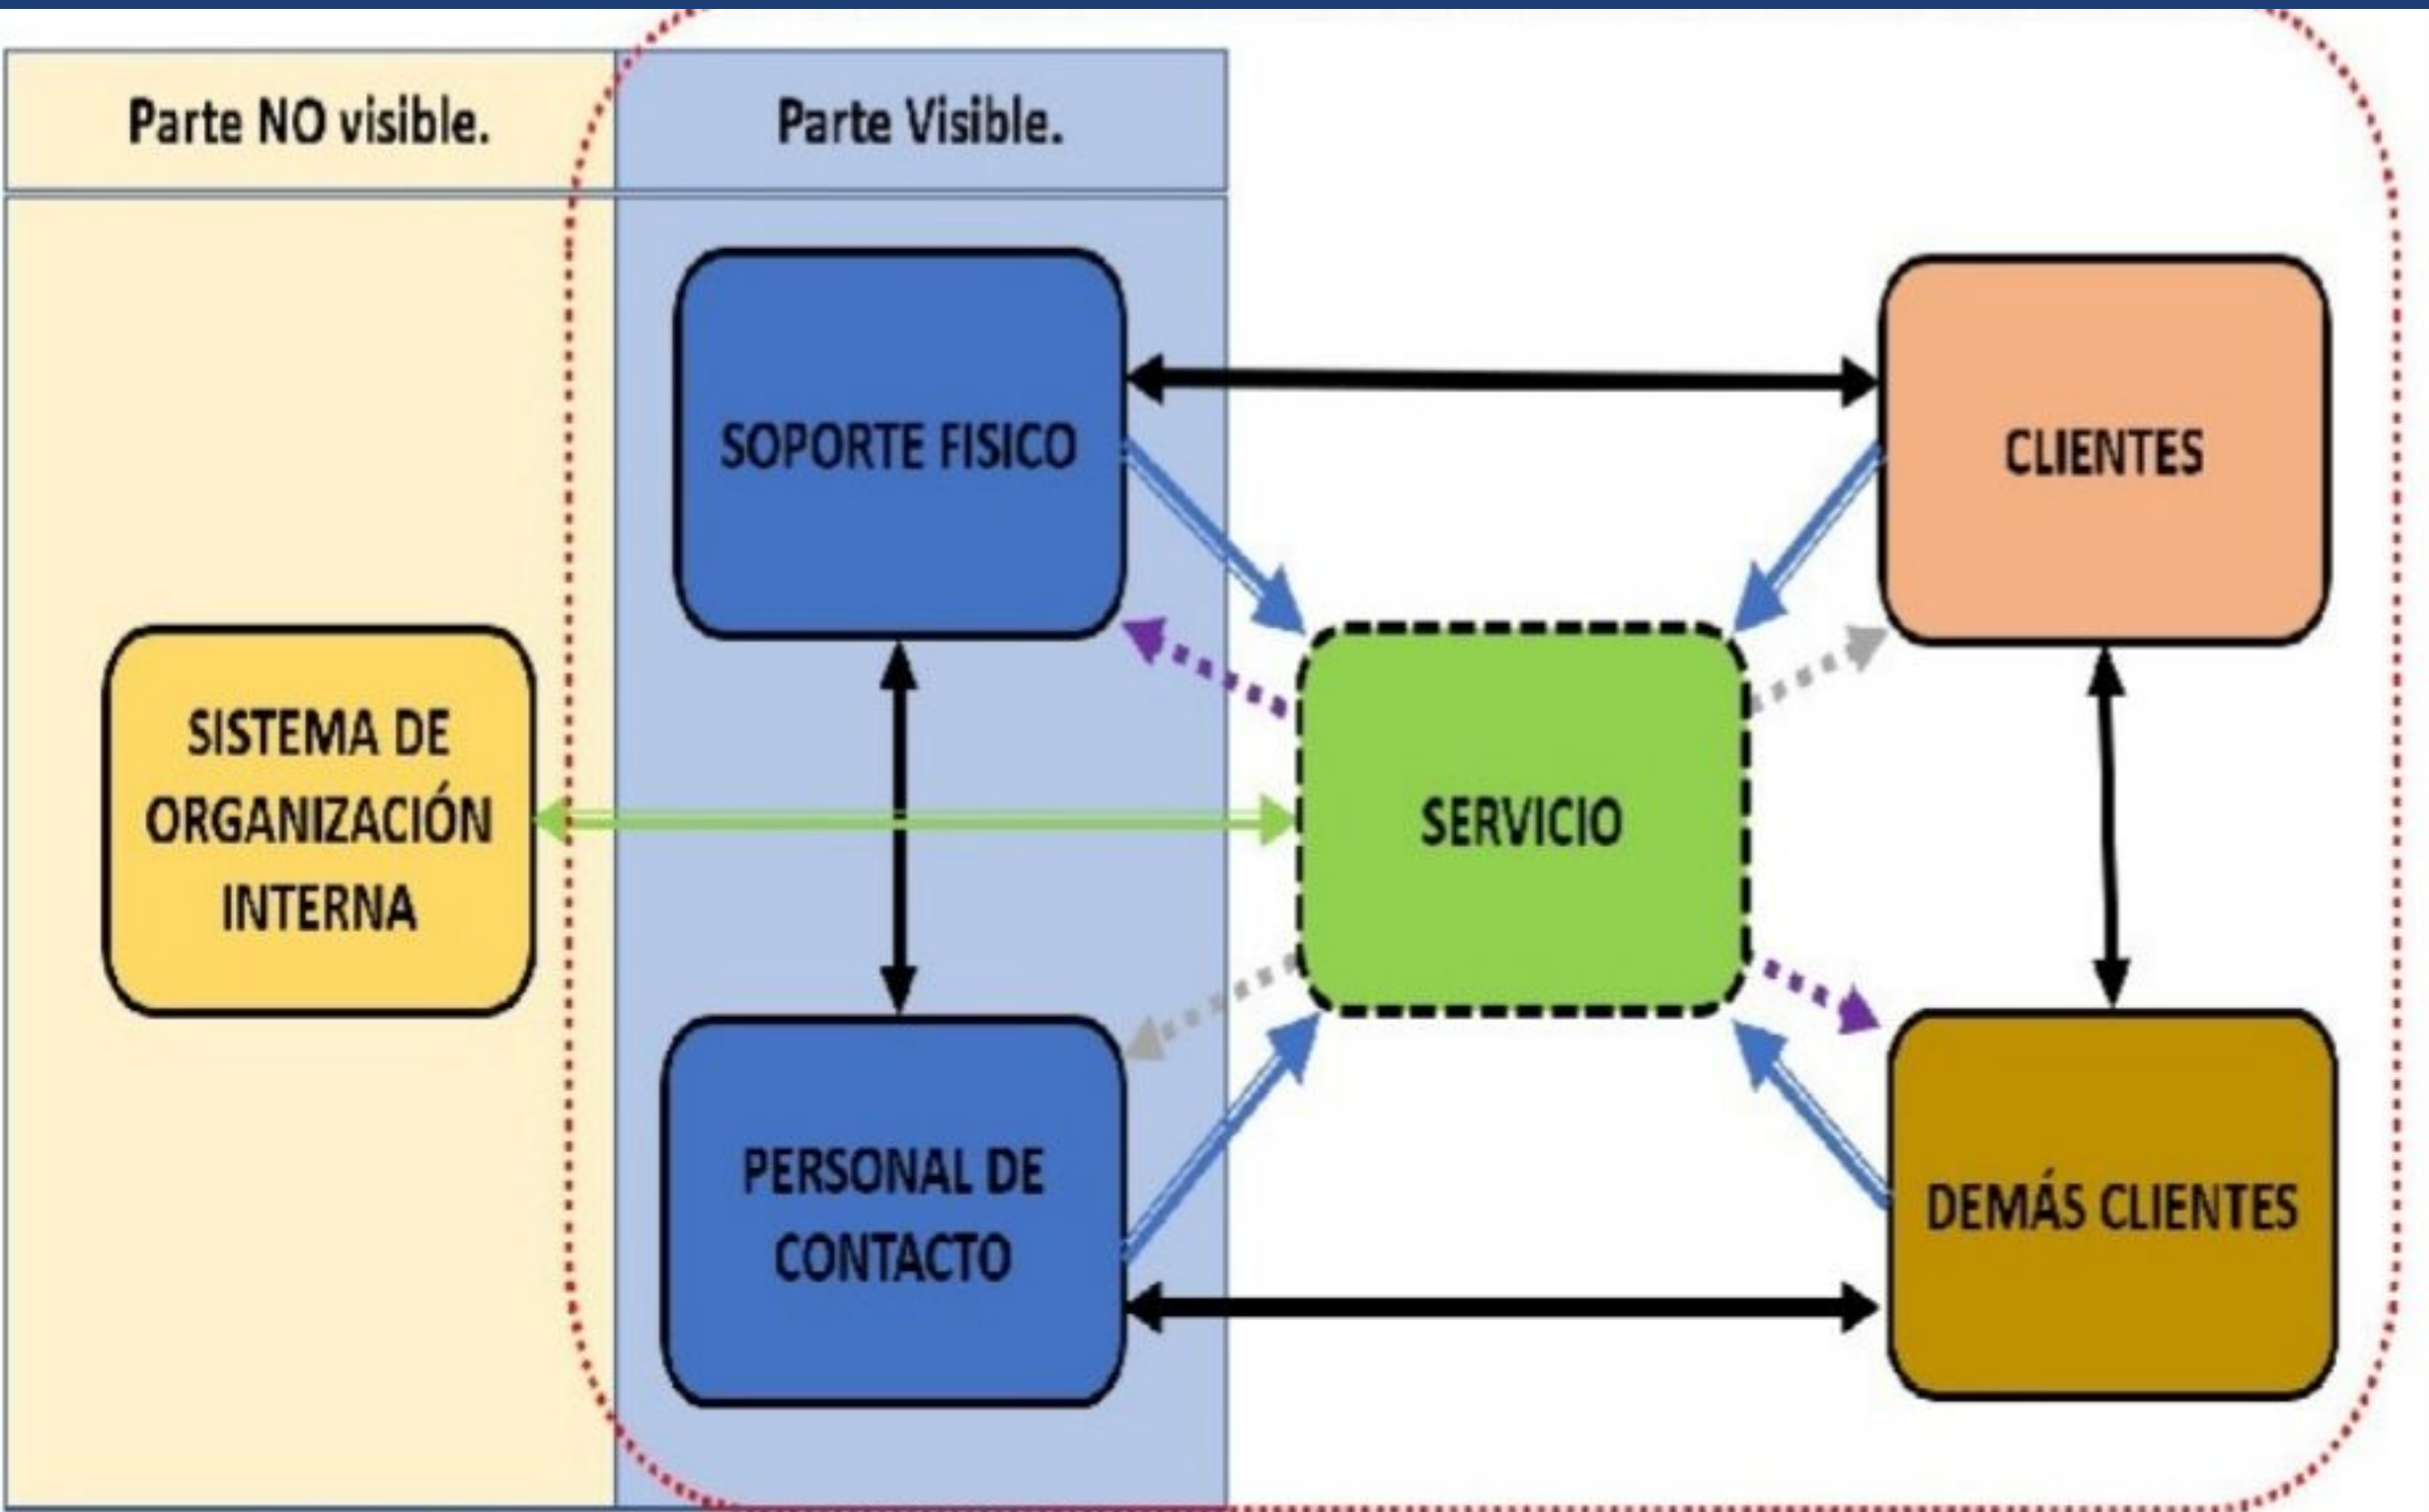 Parte NO visible.
Parte Visible.
SOPORTE FISICO
CLIENTES
SISTEMA DE
ORGANIZACIÓN
INTERNA
SERVICIO
PERSONAL DE
CONTACTO
DEMÁS CLIENTES